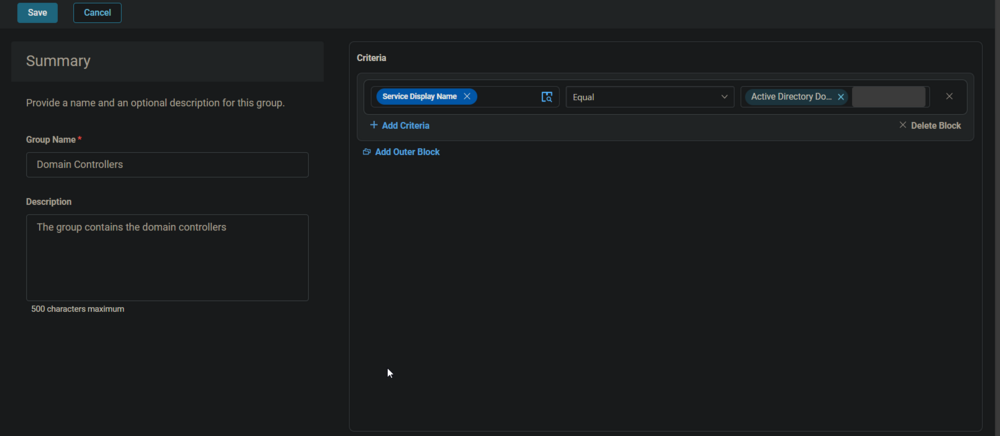 Save
Cancel
Summary
Provide a name and an optional description for this group.
Group Name *
Domain Controllers
Description
The group contains the domain controllers
500 characters maximum
Criteria
Service Display Name
Equal
Active Directory Do...
Add Criteria
Delete Block
Add Outer Block